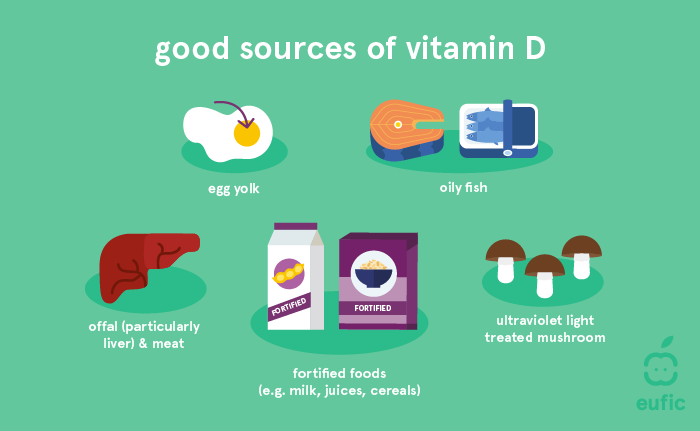 good sources of vitamin D
egg yolk
oily fish
offal (particularly
liver) & meat
FORTIFIED
FORTIFIED
fortified foods
(e.g. milk, juices, cereals)
ultraviolet light
treated mushroom
eufic